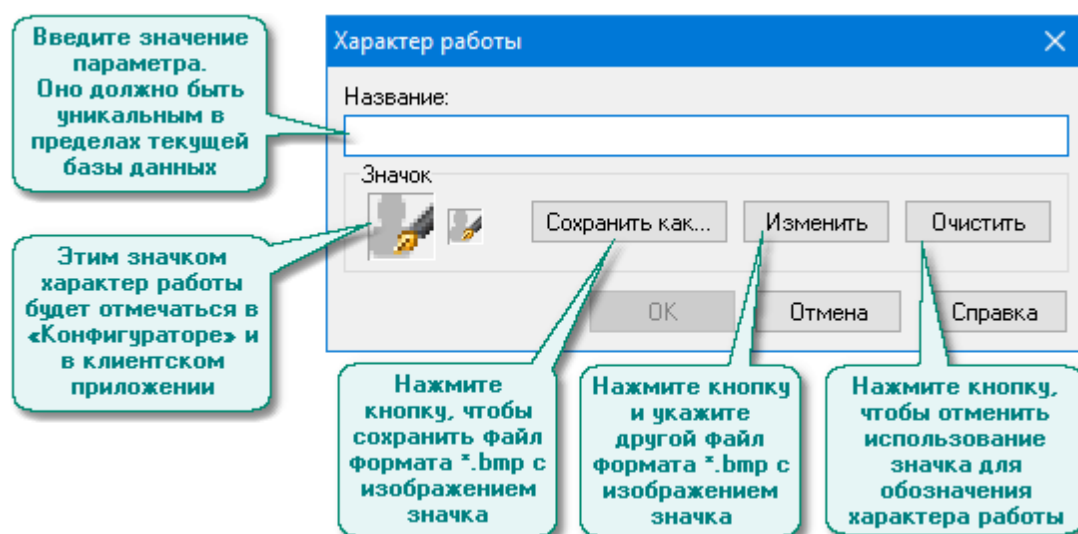 Введите значение
параметра.
Оно должно быть
уникальным в
пределах текущей
базы данных
Характер работы
Название:
Значок
Сохранить как...
Изменить
Очистить
Этим значком
характер работы
будет отмечаться в
«Конфигураторе» и
в клиентском
приложении
ОК
Отмена
Справка
Нажмите
кнопку, чтобы
сохранить файл
формата *.bmp с
изображением
значка
Нажмите кнопку
и укажите
другой файл
формата *.bmp с
изображением
значка
Нажмите кнопку,
чтобы отменить
использование
значка для
обозначения
характера работы